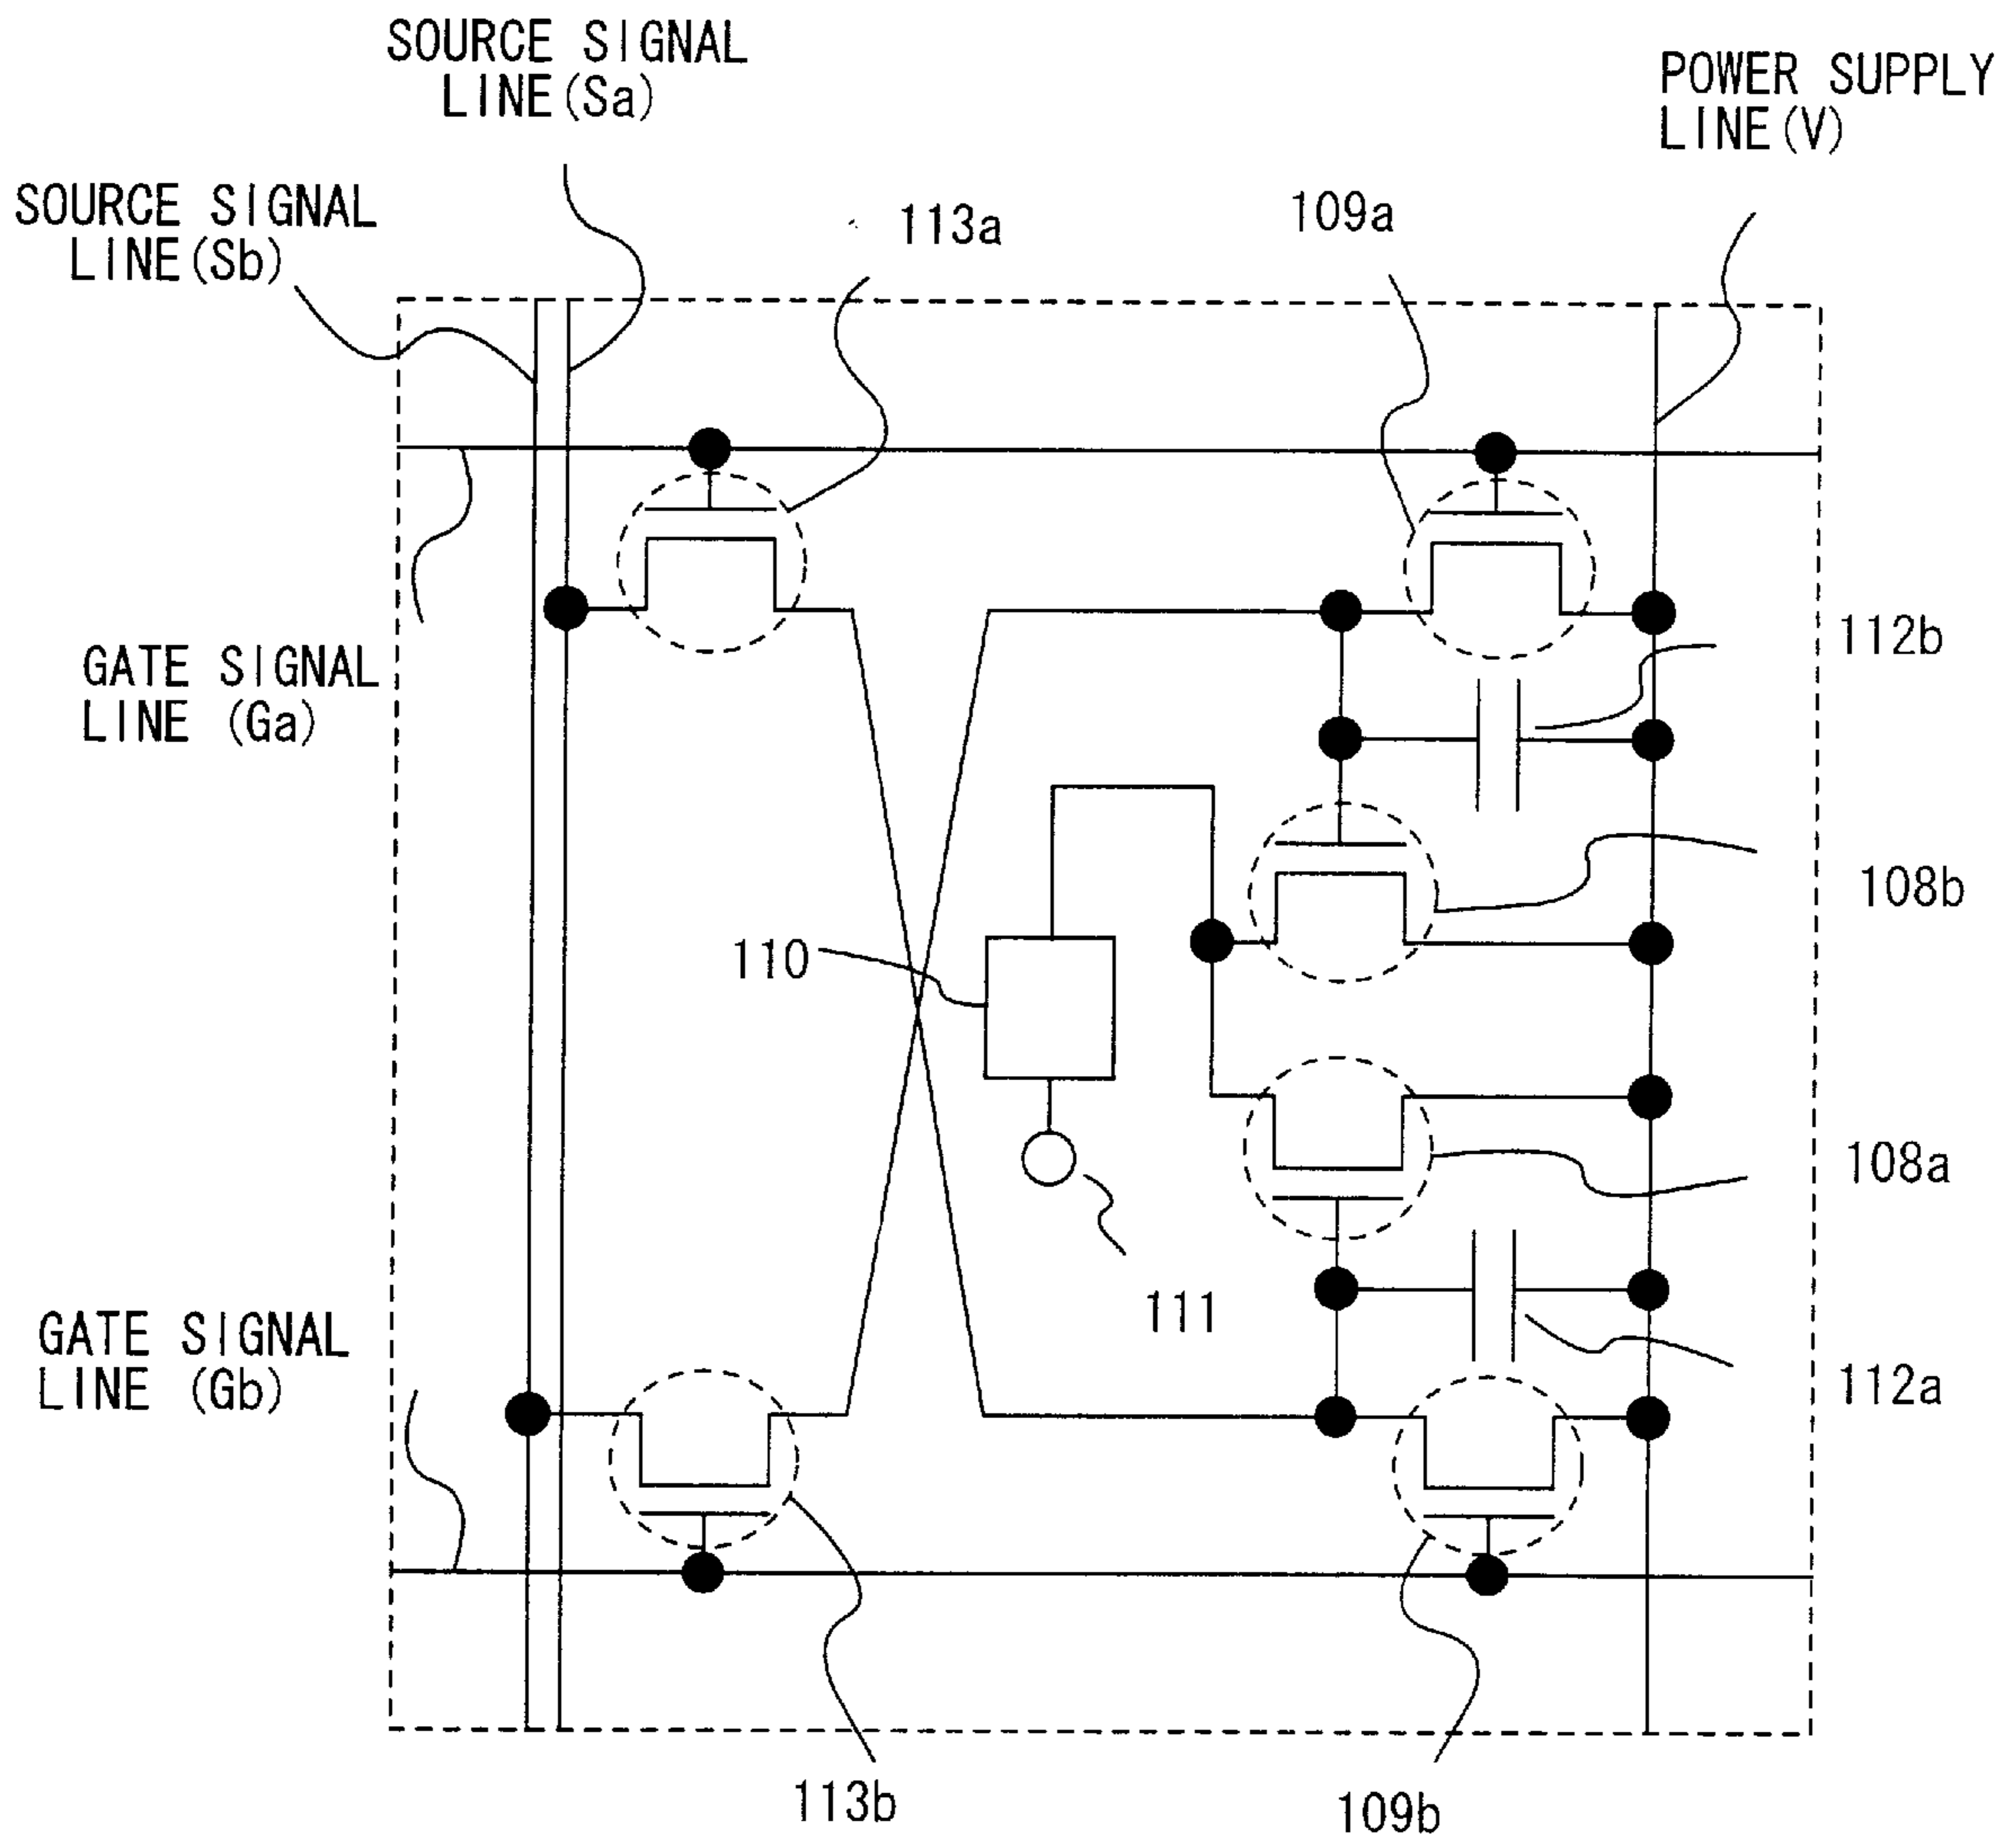 SOURCE SIGNAL
LINE(Sa)
POWER SUPPLY
LINE(V)
SOURCE SIGNAL
LINE(Sb)
113a
109a
112b
GATE SIGNAL
LINE (Ga)
108b
110
108a
111
GATE SIGNAL
LINE (Gb)
112a
113b
109b